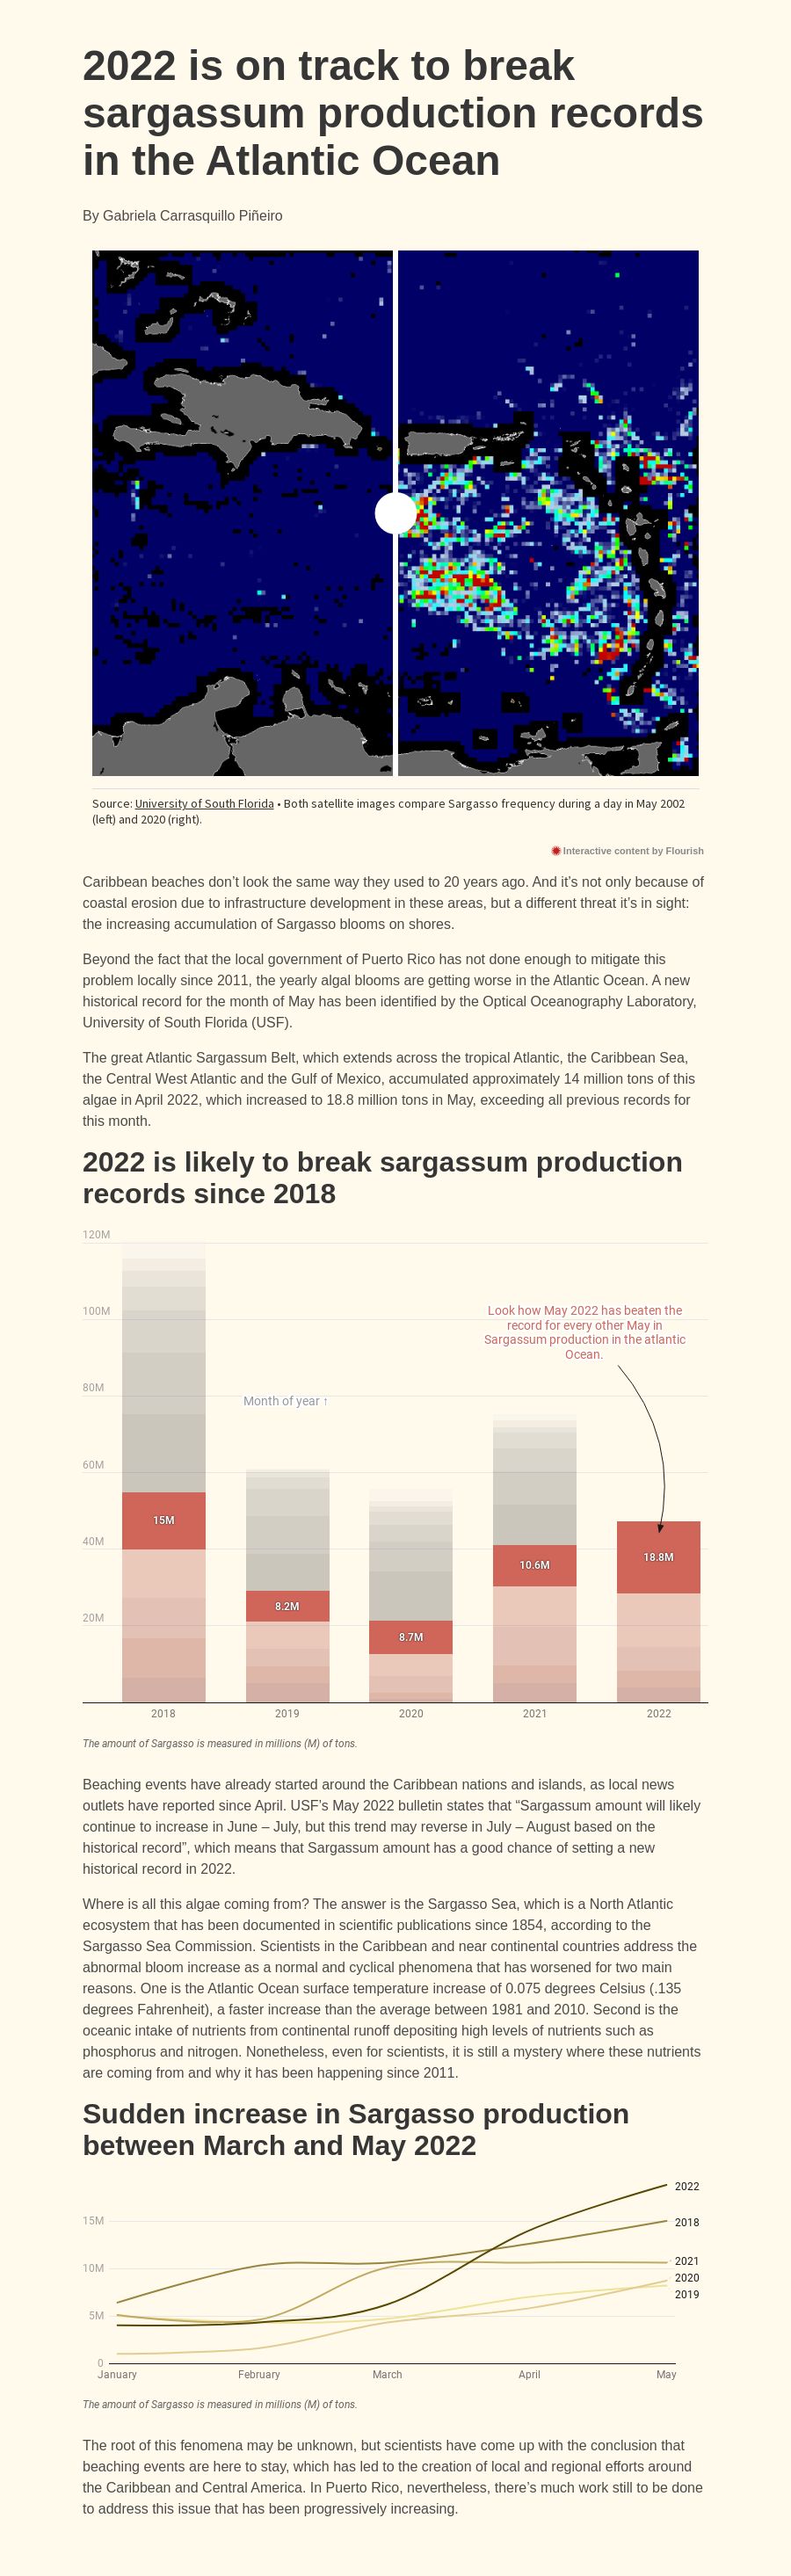 2022 is on track to break
sargassum production records
in the Atlantic Ocean
By Gabriela Carrasquillo Piñeiro
Source: University of South Florida • Both satellite images compare Sargasso frequency during a day in May 2002
(left) and 2020 (right).
Interactive content by Flourish
Caribbean beaches don’t look the same way they used to 20 years ago. And it’s not only because of
coastal erosion due to infrastructure development in these areas, but a different threat it’s in sight:
the increasing accumulation of Sargasso blooms on shores.
Beyond the fact that the local government of Puerto Rico has not done enough to mitigate this
problem locally since 2011, the yearly algal blooms are getting worse in the Atlantic Ocean. A new
historical record for the month of May has been identified by the Optical Oceanography Laboratory,
University of South Florida (USF).
The great Atlantic Sargassum Belt, which extends across the tropical Atlantic, the Caribbean Sea,
the Central West Atlantic and the Gulf of Mexico, accumulated approximately 14 million tons of this
algae in April 2022, which increased to 18.8 million tons in May, exceeding all previous records for
this month.
2022 is likely to break sargassum production
records since 2018
120M
100M
Look how May 2022 has beaten the
record for every other May in
Sargassum production in the atlantic
Ocean.
80M
Month of year ↑
60M
40M
20M
15M
8.2M
8.7M
10.6M
18.8M
2018
2019
2020
2021
2022
The amount of Sargasso is measured in millions (M) of tons.
Beaching events have already started around the Caribbean nations and islands, as local news
outlets have reported since April. USF’s May 2022 bulletin states that “Sargassum amount will likely
continue to increase in June – July, but this trend may reverse in July – August based on the
historical record”, which means that Sargassum amount has a good chance of setting a new
historical record in 2022.
Where is all this algae coming from? The answer is the Sargasso Sea, which is a North Atlantic
ecosystem that has been documented in scientific publications since 1854, according to the
Sargasso Sea Commission. Scientists in the Caribbean and near continental countries address the
abnormal bloom increase as a normal and cyclical phenomena that has worsened for two main
reasons. One is the Atlantic Ocean surface temperature increase of 0.075 degrees Celsius (.135
degrees Fahrenheit), a faster increase than the average between 1981 and 2010. Second is the
oceanic intake of nutrients from continental runoff depositing high levels of nutrients such as
phosphorus and nitrogen. Nonetheless, even for scientists, it is still a mystery where these nutrients
are coming from and why it has been happening since 2011.
Sudden increase in Sargasso production
between March and May 2022
15M
10M
5M
0
2022
2018
2021
2020
2019
January
February
March
April
May
The amount of Sargasso is measured in millions (M) of tons.
The root of this fenomena may be unknown, but scientists have come up with the conclusion that
beaching events are here to stay, which has led to the creation of local and regional efforts around
the Caribbean and Central America. In Puerto Rico, nevertheless, there’s much work still to be done
to address this issue that has been progressively increasing.